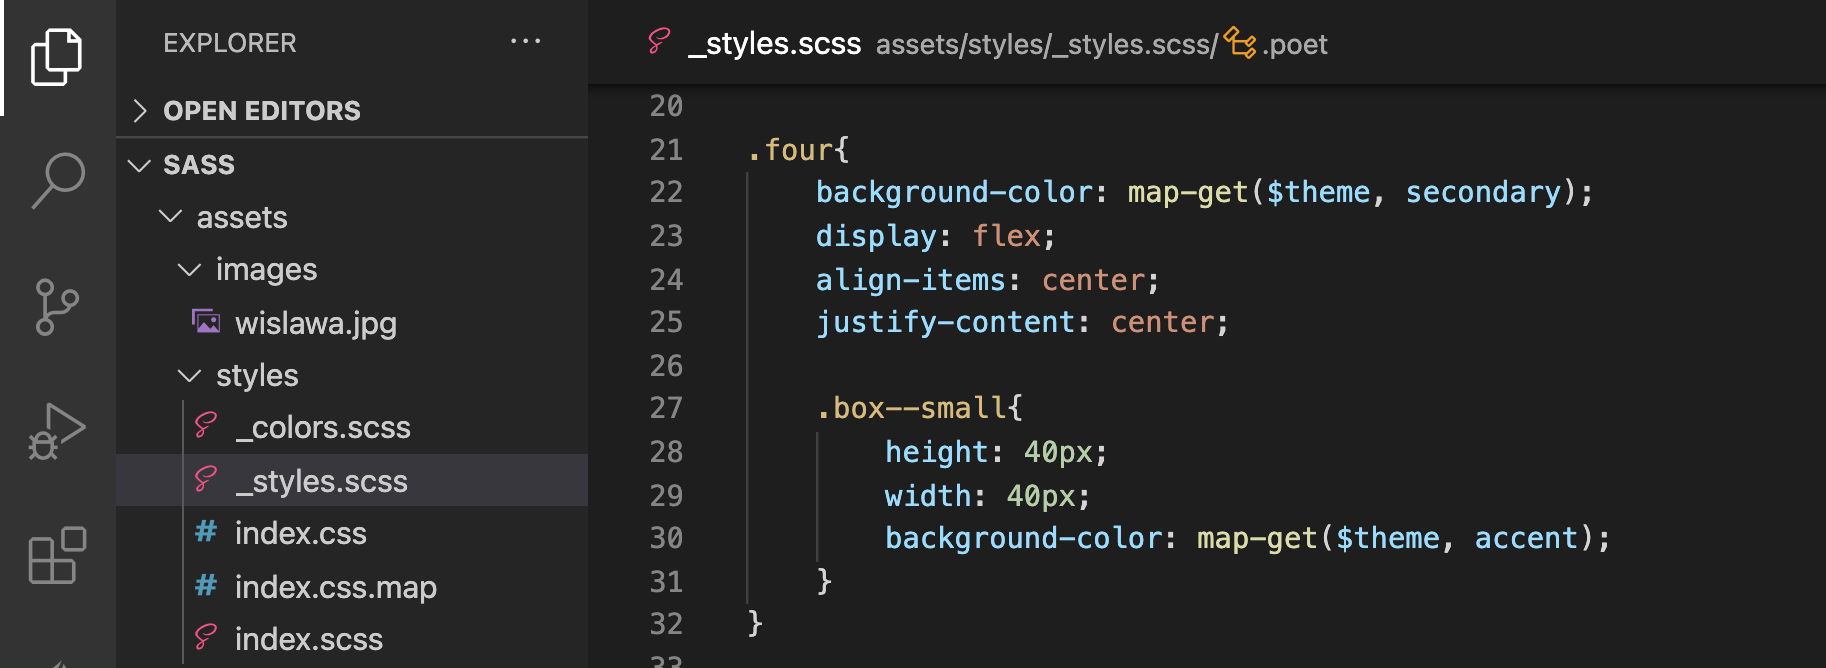 EXPLORER ...
OPEN EDITORS
SASS
assets
images
wislawa.jpg
styles
_colors.scss
_styles.scss
index.css
index.css.map
index.scss
_styles.scss assets/styles/_styles.scss/ .poet
20
21 .four{
22 background-color: map-get($theme, secondary);
23 display: flex;
24 align-items: center;
25 justify-content: center;
26
27 .box--small{
28 height: 40px;
29 width: 40px;
30 background-color: map-get($theme, accent);
31 }
32 }
33